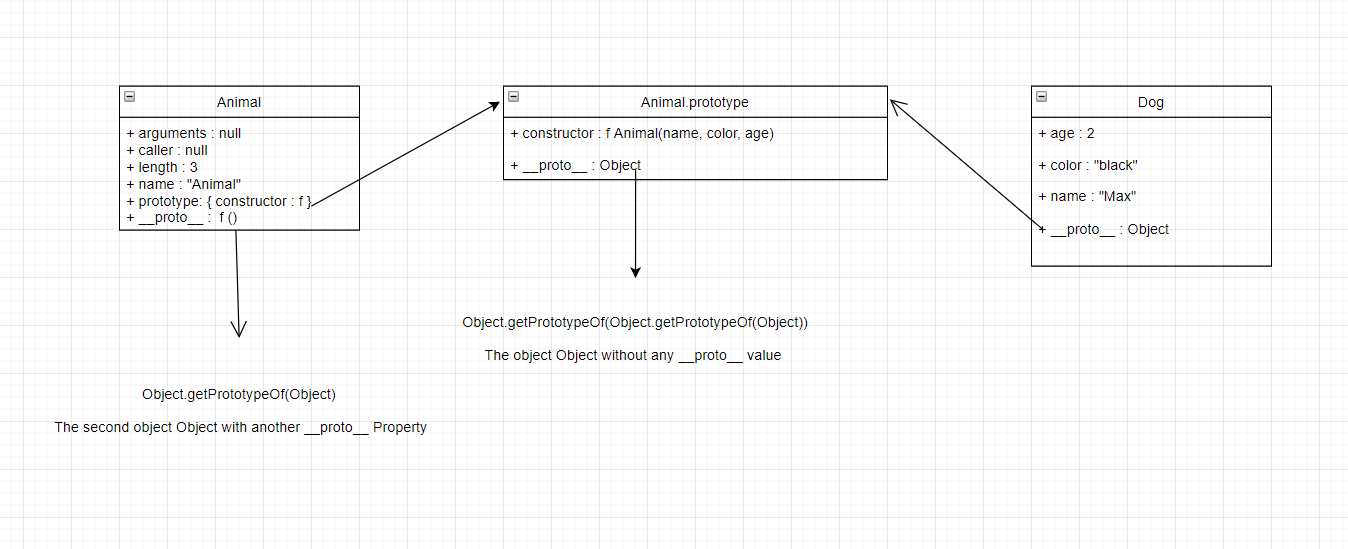 Animal
+ arguments : null
+ caller : null
+ length : 3
+ name : "Animal"
+ prototype: { constructor : f }
+ __proto__ :  f ()
Animal.prototype
+ constructor : f Animal(name, color, age)
+ __proto__ : Object
Dog
+ age : 2
+ color : "black"
+ name : "Max"
+ __proto__ : Object
Object.getPrototypeOf(Object.getPrototypeOf(Object))
The object Object without any __proto__ value
Object.getPrototypeOf(Object)
The second object Object with another __proto__ Property